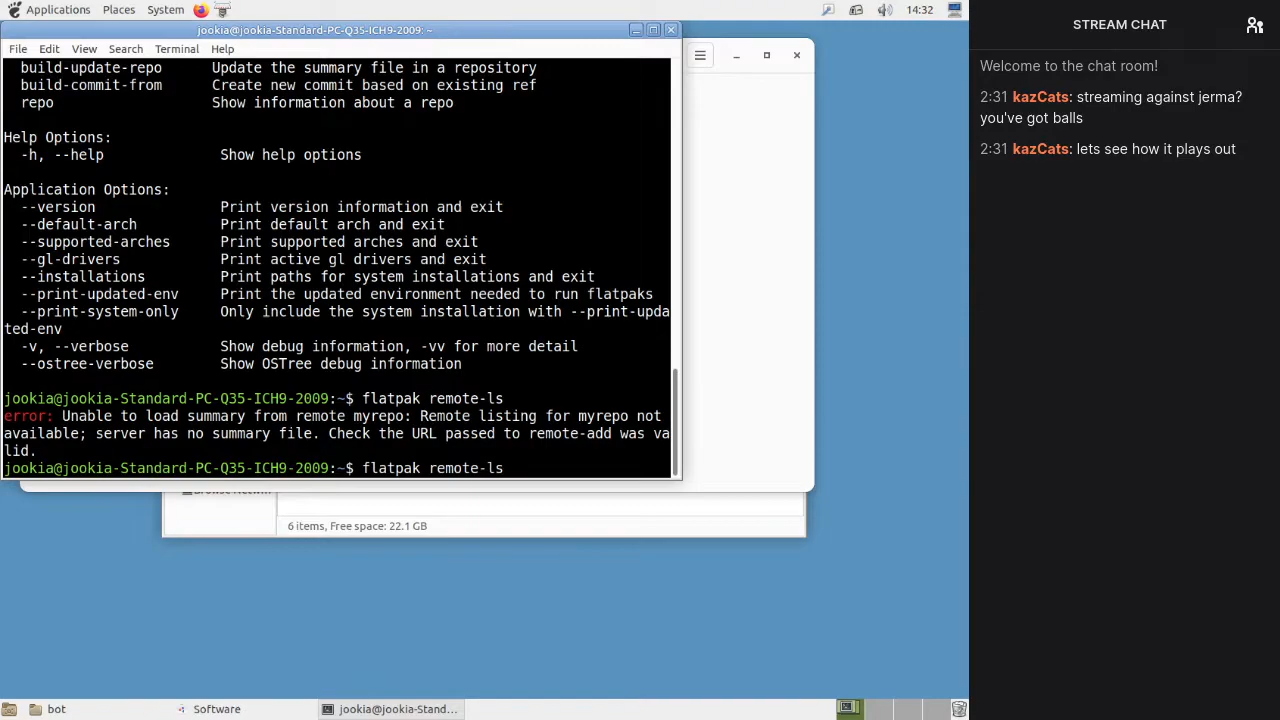 Applications Places System 14:32
jookia@jookia-Standard-PC-Q35-ICH9-2009: ~
File Edit View Search Terminal Help
build-update-repo Update the summary file in a repository
build-commit-from Create new commit based on existing ref
repo Show information about a repo
Help Options:
-h, --help Show help options
Application Options:
--version Print version information and exit
--default-arch Print default arch and exit
--supported-arches Print supported arches and exit
--gl-drivers Print active gl drivers and exit
--installations Print paths for system installations and exit
--print-updated-env Print the updated environment needed to run flatpaks
--print-system-only Only include the system installation with --print-upda
ted-env
-v, --verbose Show debug information, -vv for more detail
--ostree-verbose Show OSTree debug information
jookia@jookia-Standard-PC-Q35-ICH9-2009:~$ flatpak remote-ls
error: Unable to load summary from remote myrepo: Remote listing for myrepo not
available; server has no summary file. Check the URL passed to remote-add was va
lid.
jookia@jookia-Standard-PC-Q35-ICH9-2009:~$ flatpak remote-ls
6 items, Free space: 22.1 GB
bot Software jookia@jookia-Stand...
STREAM CHAT
Welcome to the chat room!
2:31 kazCats: streaming against jerma?
you've got balls
2:31 kazCats: lets see how it plays out